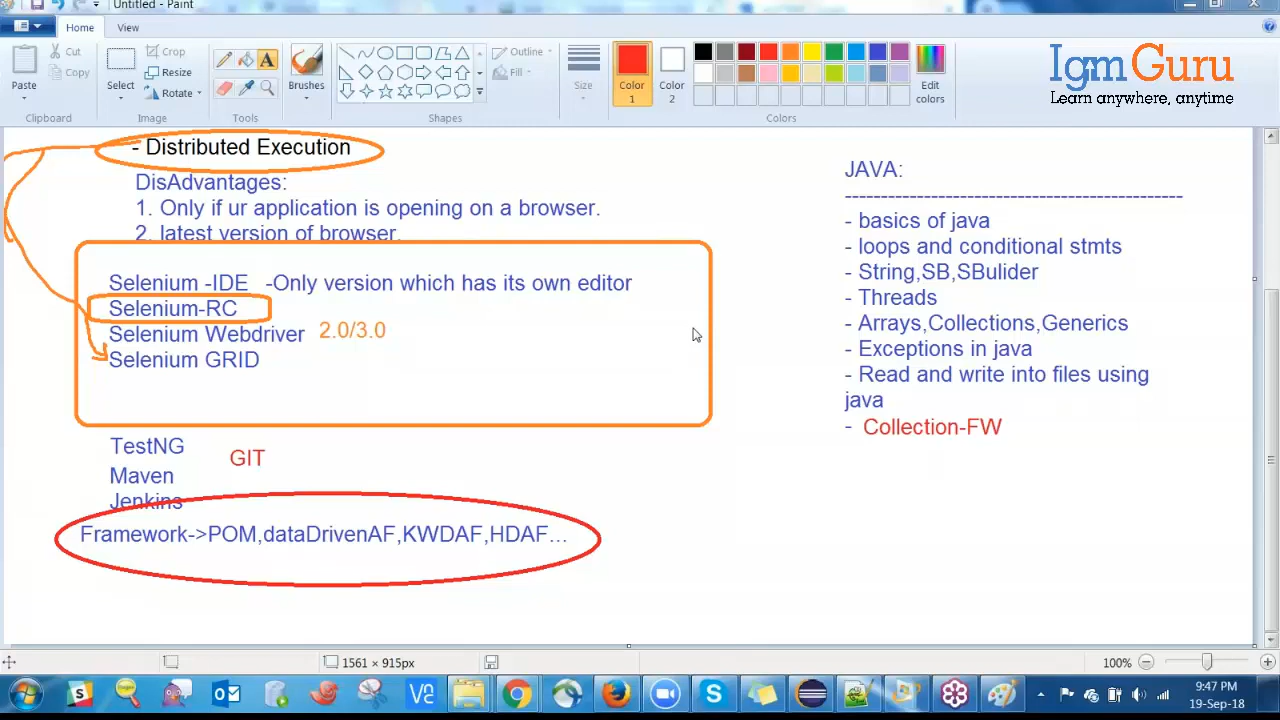 Untitled - Paint
Home
View
Paste
Cut
Copy
Clipboard
Select
Crop
Resize
Rotate
Image
Tools
Brushes
Shapes
Outline
Fill
Size
Color
1
Color
2
Edit
colors
Colors
IgmGuru
Learn anywhere, anytime
- Distributed Execution
DisAdvantages:
1. Only if ur application is opening on a browser.
2. latest version of browser.
Selenium -IDE -Only version which has its own editor
Selenium-RC
Selenium Webdriver 2.0/3.0
Selenium GRID
TestNG
GIT
Maven
Jenkins
Framework->POM,dataDrivenAF,KWDAF,HDAF...
JAVA:
-----------------------------------------------
- basics of java
- loops and conditional stmts
- String,SB,SBulider
- Threads
- Arrays,Collections,Generics
- Exceptions in java
- Read and write into files using
java
- Collection-FW
1561 × 915px
100%
9:47 PM
19-Sep-18